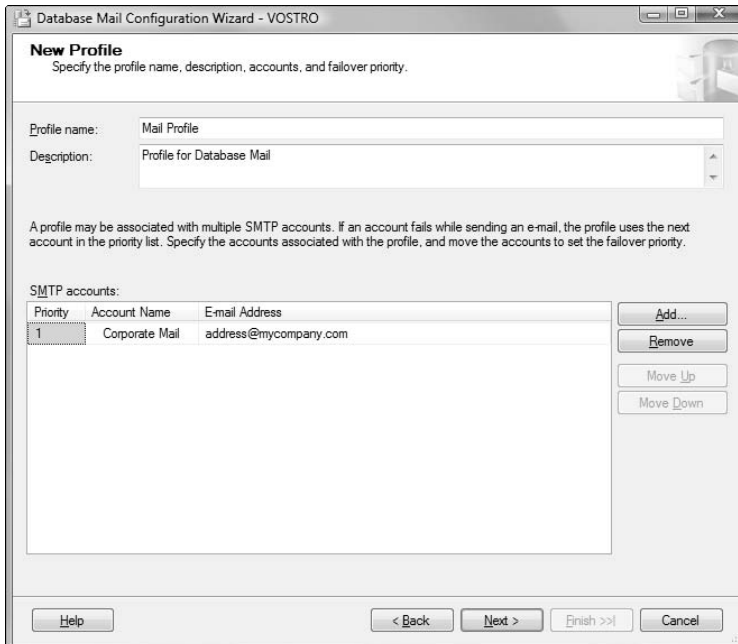 Database Mail Configuration Wizard - VOSTRO
New Profile
Specify the profile name, description, accounts, and failover priority.
Profile name: Mail Profile
Description: Profile for Database Mail
A profile may be associated with multiple SMTP accounts. If an account fails while sending an e-mail, the profile uses the next
account in the priority list. Specify the accounts associated with the profile, and move the accounts to set the failover priority.
SMTP accounts:
Priority Account Name E-mail Address
1 Corporate Mail address@mycompany.com
Add...
Remove
Move Up
Move Down
Help < Back Next > Finish >>| Cancel